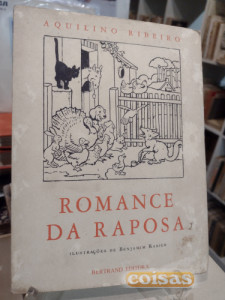 AQUILINO RIBEIRO
ROMANCE
DA RAPOSA
ILUSTRAÇÕES DE BENJAMIN RABIER
BERTRAND EDITORA
coisas